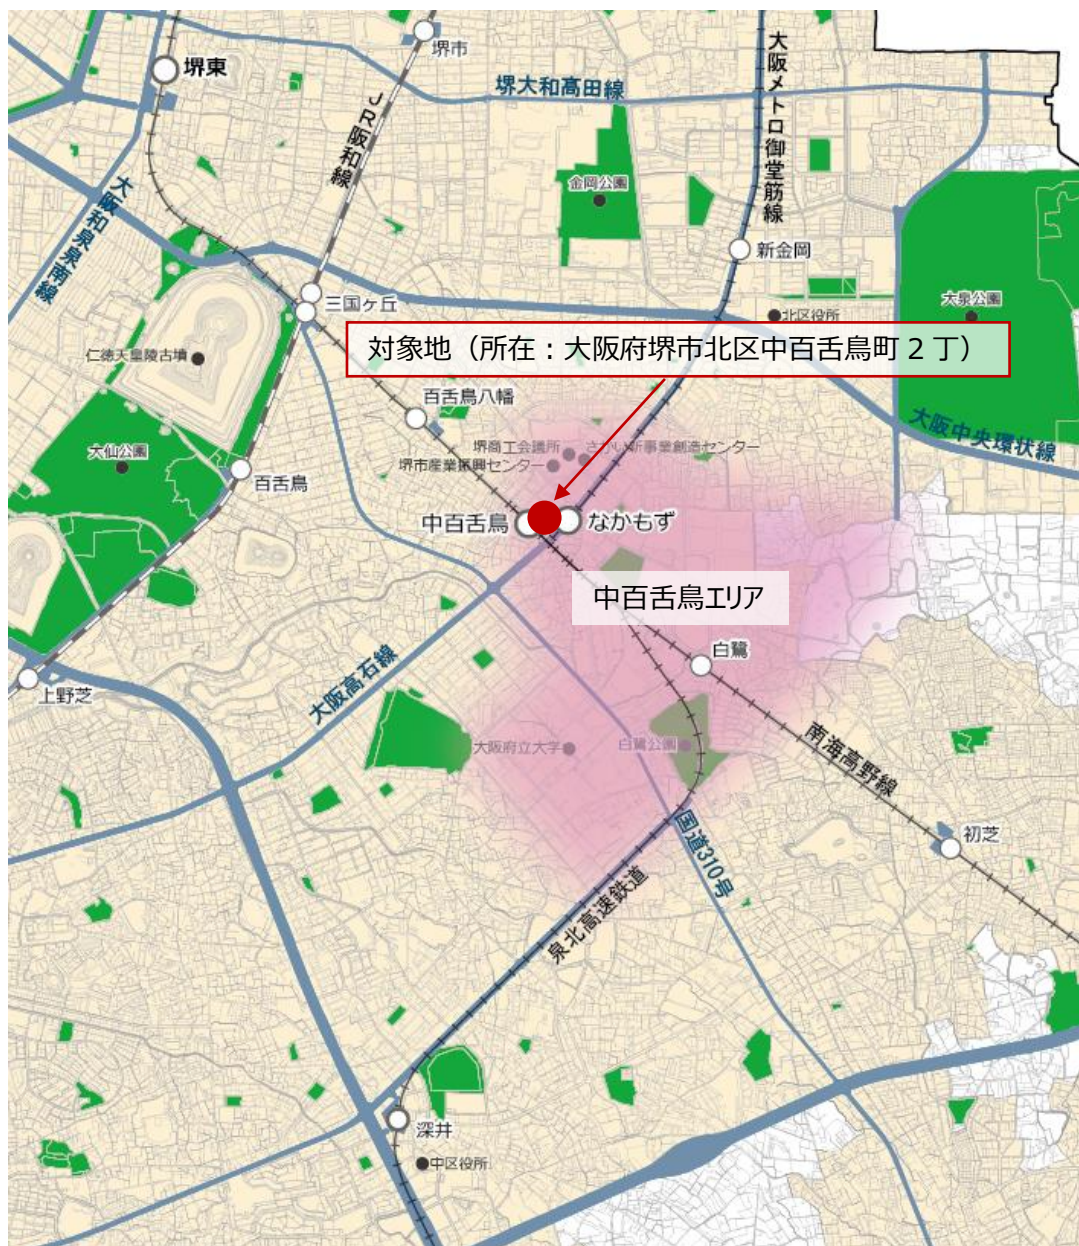 堺市
堺東
大阪メトロ御堂筋線
堺大和高田線
JR阪和線
金岡公園
大阪和泉泉南線
新金岡
三国ヶ丘
大泉公園
北区役所
仁徳天皇陵古墳
対象地（所在：大阪府堺市北区中百舌鳥町２丁）
百舌鳥八幡
大阪中央環状線
堺商工会議所
さかい新事業創造センター
大仙公園
堺市産業振興センター
百舌鳥
中百舌鳥
なかもず
中百舌鳥エリア
白鷺
大阪高石線
上野芝
大阪府立大学
白鷺公園
南海高野線
国道310号
初芝
泉北高速鉄道
深井
中区役所